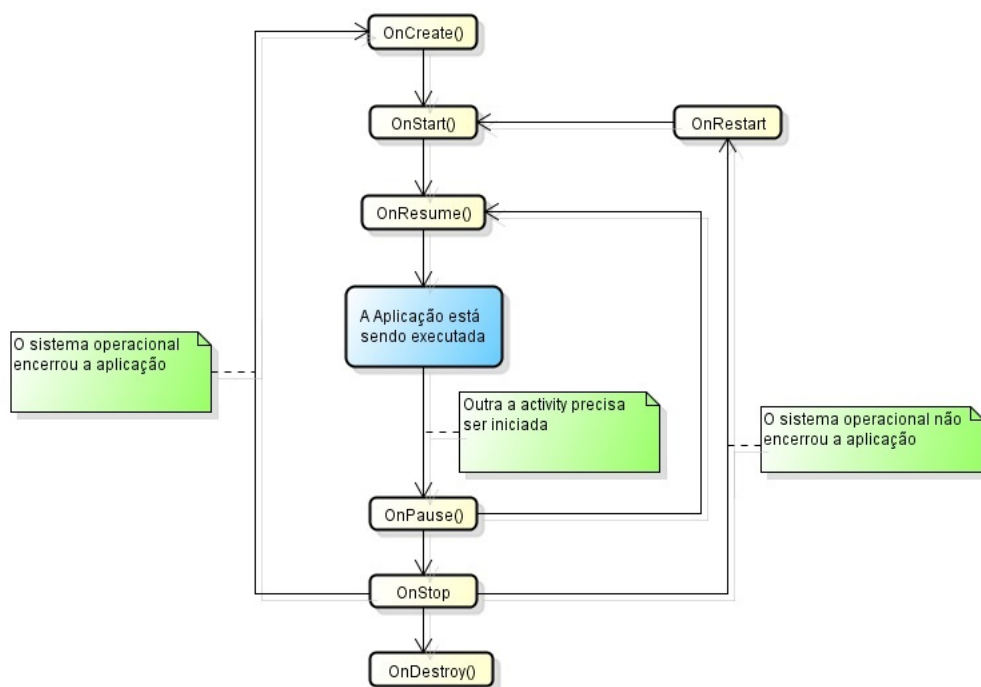 OnCreate()
OnStart()
OnRestart
OnResume()
A Aplicação está
sendo executada
O sistema operacional
encerrou a aplicação
Outra a activity precisa
ser iniciada
O sistema operacional não
encerrou a aplicação
OnPause()
OnStop
OnDestroy()